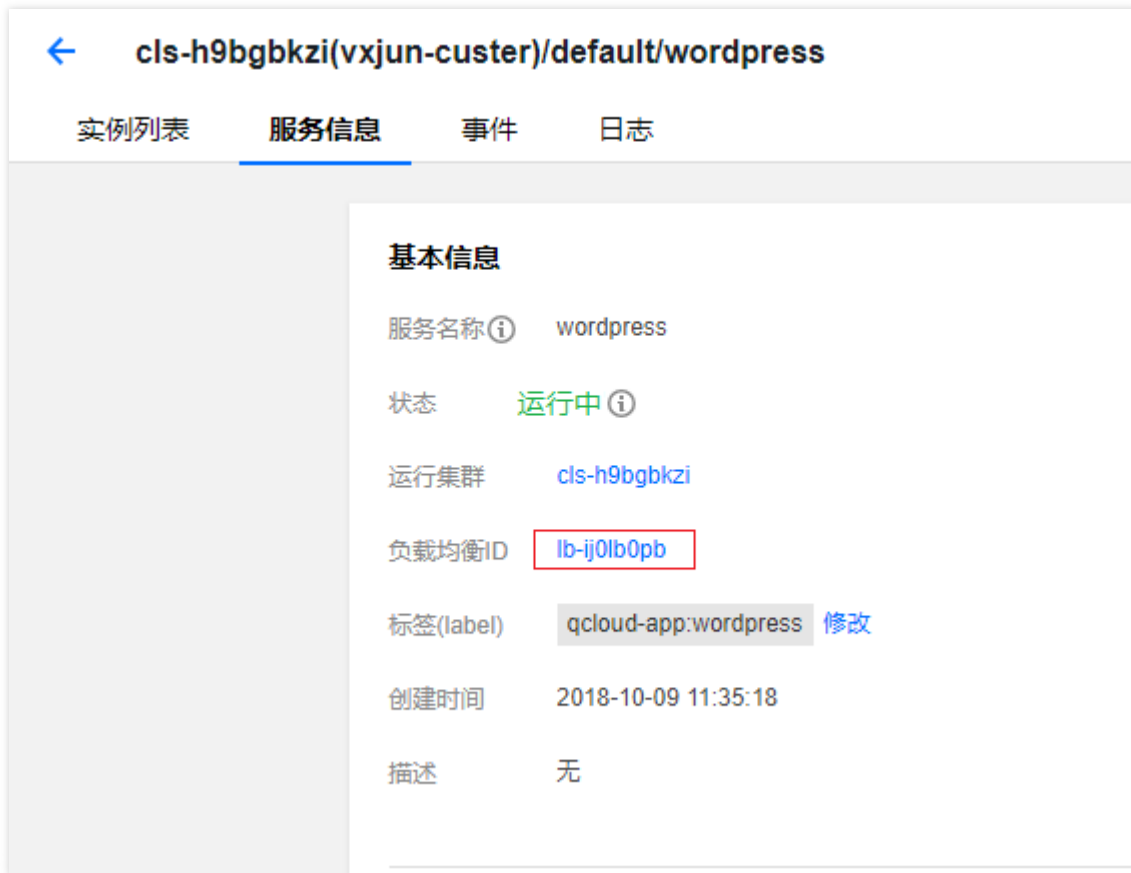 cls-h9bgbkzi(vxjun-custer)/default/wordpress
实例列表 服务信息 事件 日志
基本信息
服务名称 wordpress
状态 运行中
运行集群 cls-h9bgbkzi
负载均衡ID lb-ij0lb0pb
标签(label) qcloud-app:wordpress 修改
创建时间 2018-10-09 11:35:18
描述 无